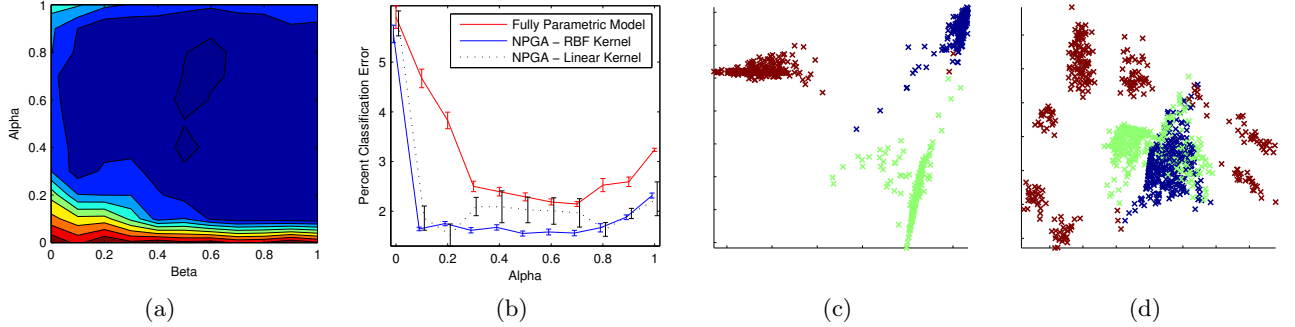 1
0.8
0.6
0.4
0.2
0
Alpha
0
0.2
0.4
0.6
0.8
1
Beta
(a)
6
5
4
3
2
Percent Classification Error
Fully Parametric Model
NPGA − RBF Kernel
NPGA − Linear Kernel
0
0.2
0.4
0.6
0.8
1
Alpha
(b)
(c)
(d)